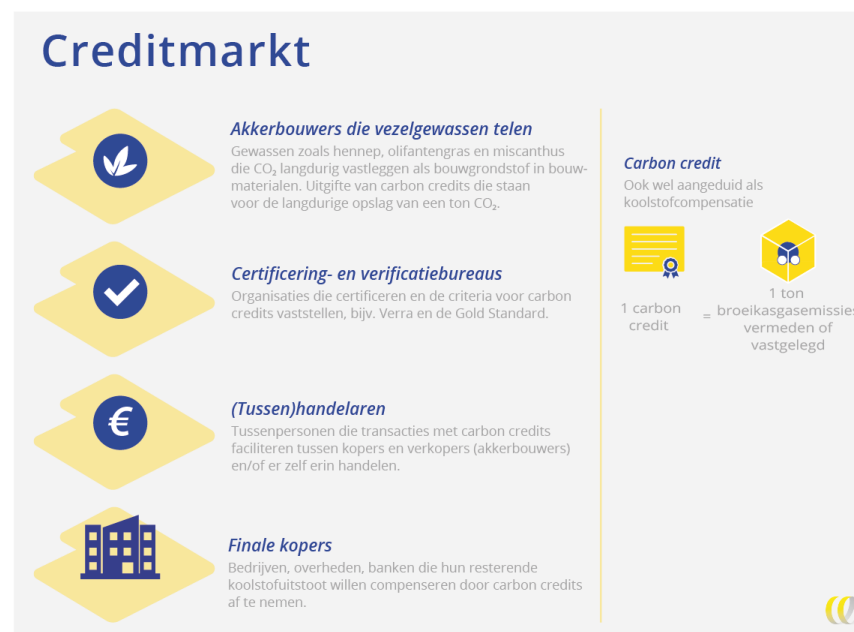 Creditmarkt
Akkerbouwers die vezelgewassen telen
Gewassen zoals hennep, olifantengras en miscanthus
die CO₂ langdurig vastleggen als bouwgrondstof in bouw-
materialen. Uitgifte van carbon credits die staan
voor de langdurige opslag van een ton CO₂.
Certificering- en verificatiebureaus
Organisaties die certificeren en de criteria voor carbon
credits vaststellen, bijv. Verra en de Gold Standard.
€
(Tussen)handelaren
Tussenpersonen die transacties met carbon credits
faciliteren tussen kopers en verkopers (akkerbouwers)
en/of er zelf erin handelen.
Finale kopers
Bedrijven, overheden, banken die hun resterende
koolstofuitstoot willen compenseren door carbon credits
af te nemen.
Carbon credit
Ook wel aangeduid als
koolstofcompensatie
1 carbon
credit
=
1 ton
broeikasgasemissies
vermeden of
vastgelegd